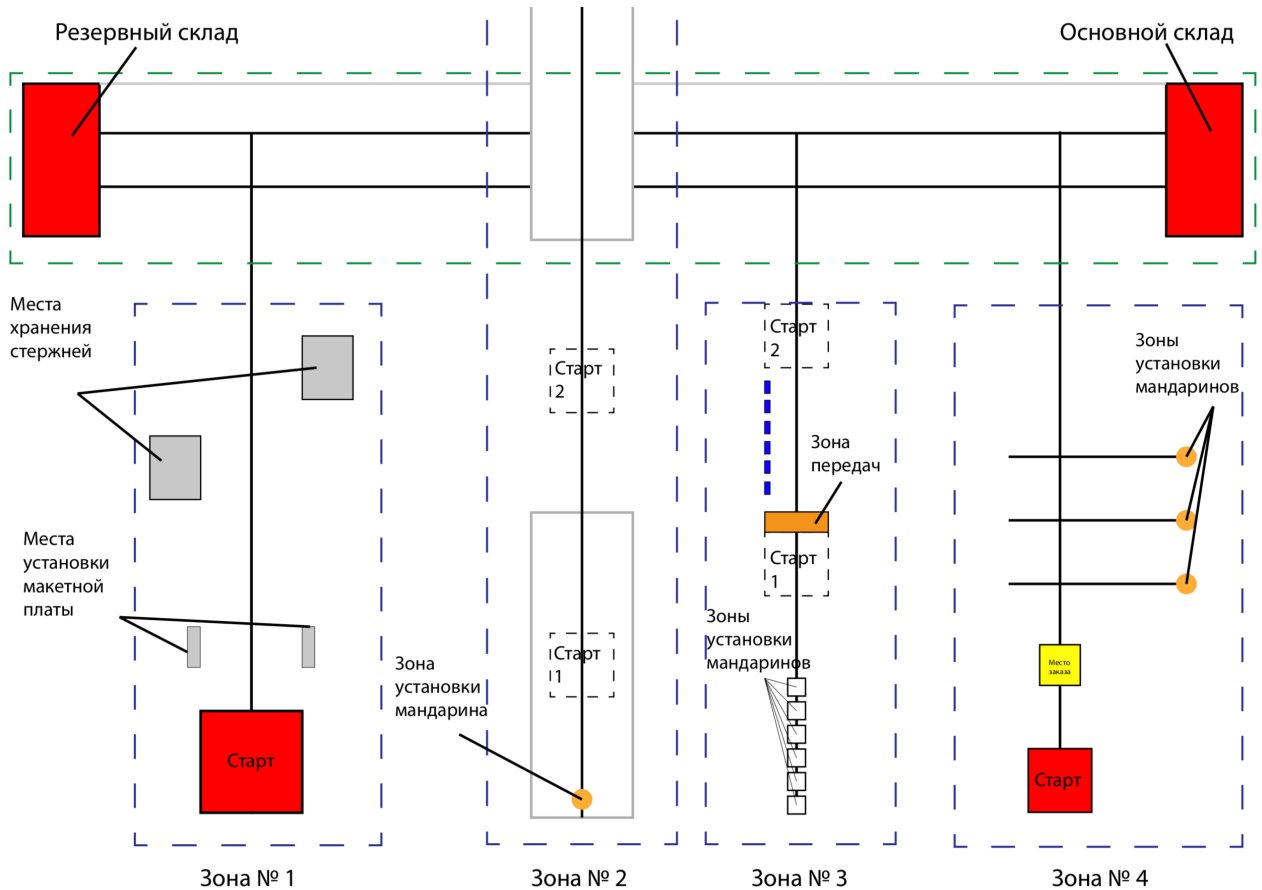 Резервный склад
Основной склад
Места
хранения
стержней
Старт
2
Старт
2
Зоны
установки
мандаринов
Зона
передач
Места
установки
макетной
платы
Старт
1
Зоны
установки
мандаринов
Старт
1
Зона
установки
мандарина
Место
заказа
Старт
Старт
Зона № 1
Зона № 2
Зона № 3
Зона № 4